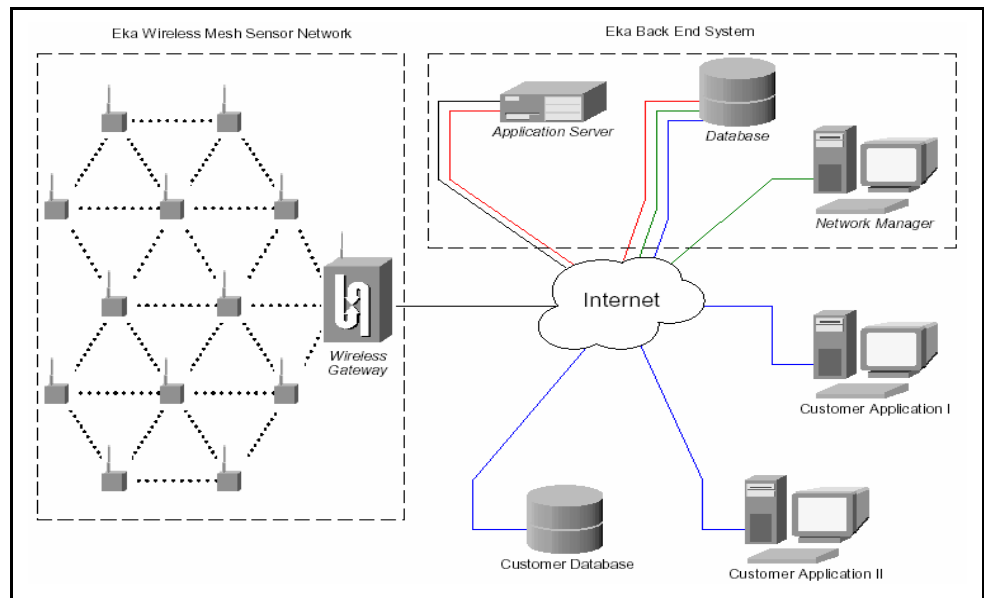 Eka Wireless Mesh Sensor Network
Eka Back End System
Application Server
Database
Network Manager
Internet
Wireless
Gateway
Customer Application I
Customer Database
Customer Application II